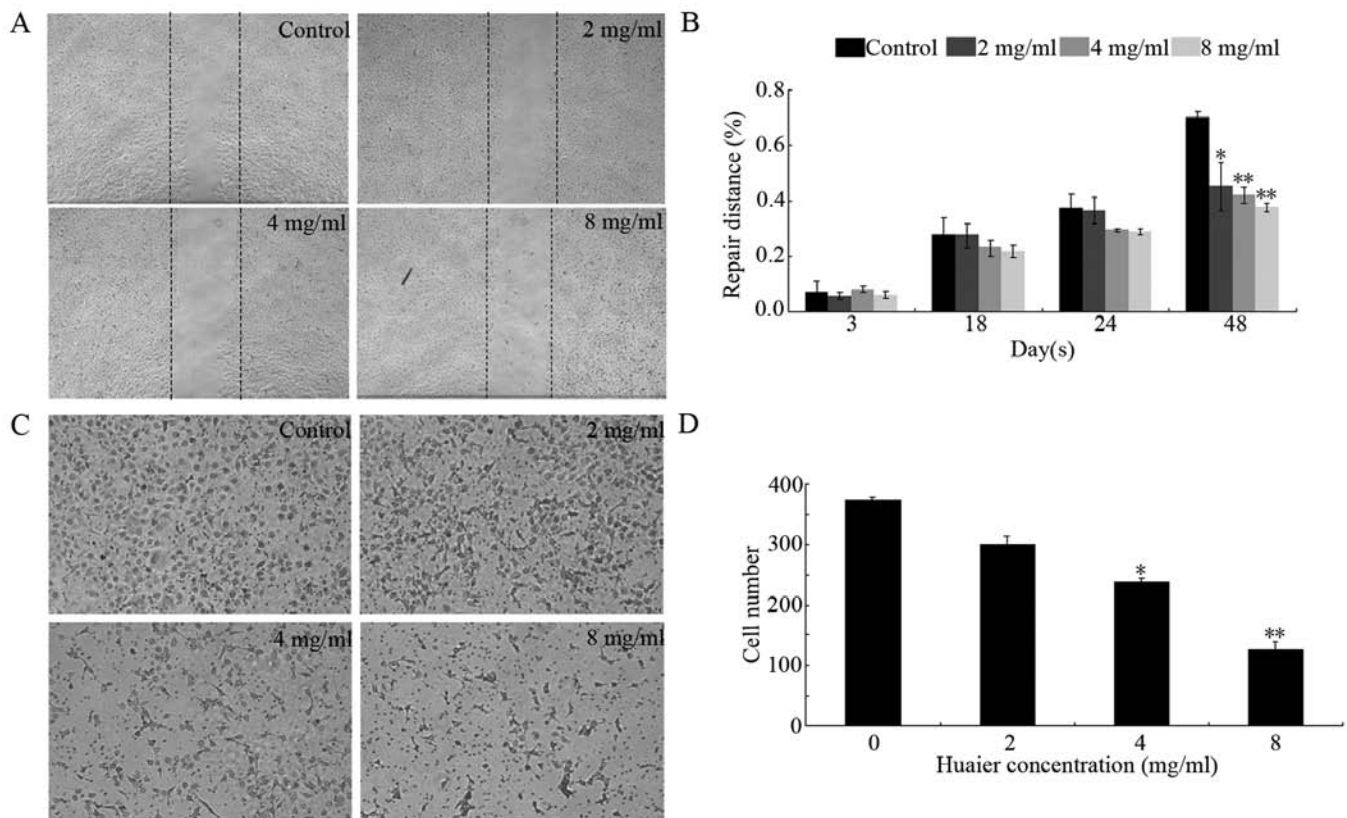 A
Control
2 mg/ml
4 mg/ml
8 mg/ml
B
Control 2 mg/ml 4 mg/ml 8 mg/ml
0.8
0.6
0.4
0.2
0.0
Repair distance (%)
*
**
**
3 18 24 48
Day(s)
C
Control
2 mg/ml
4 mg/ml
8 mg/ml
D
400
300
200
100
0
Cell number
*
**
0 2 4 8
Huaier concentration (mg/ml)